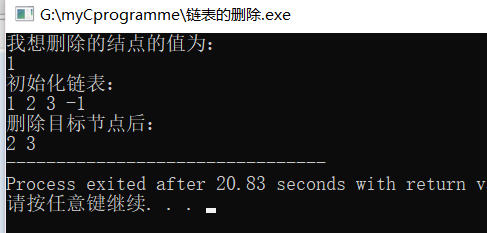 G:\myCprogramme\链表的删除.exe
我想删除的结点的值为：
1
初始化链表：
1 2 3 -1
删除目标节点后：
2 3
--------------------------------
Process exited after 20.83 seconds with return v
请按任意键继续. . .